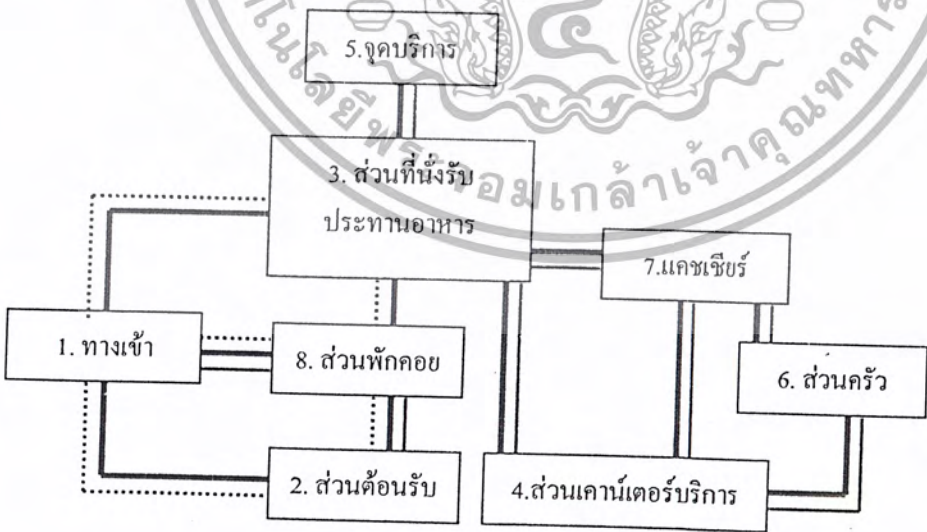 5.จุดบริการ
3. ส่วนที่นั่งรับ
ประทานอาหาร
7.แคชเชียร์
1. ทางเข้า
8. ส่วนพักคอย
6. ส่วนครัว
2. ส่วนต้อนรับ
4.ส่วนเคาน์เตอร์บริการ